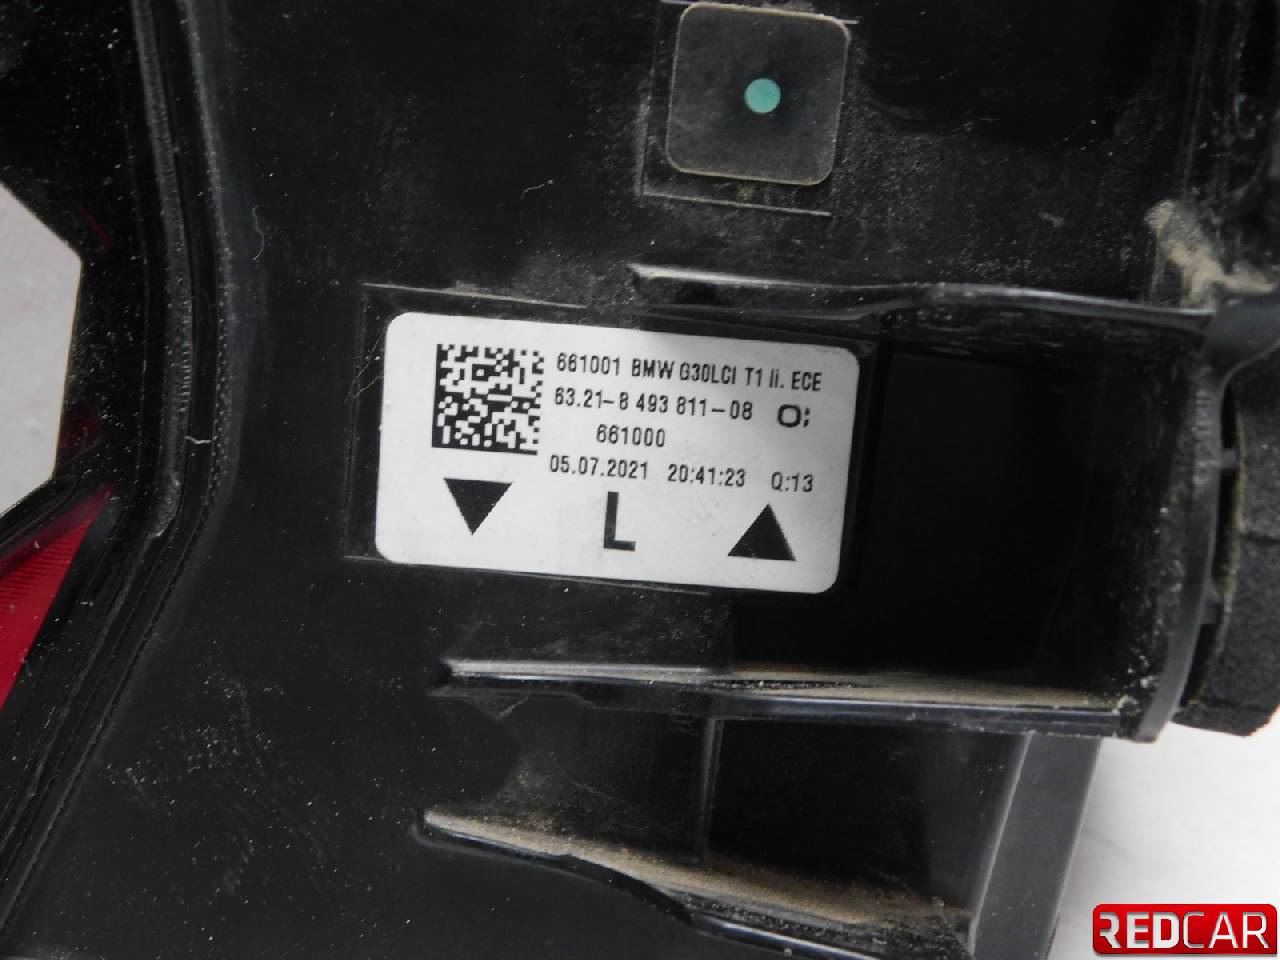 661001 BMW G30LCI T1 li. ECE
63.21-8 493 811-08 O;
661000
05.07.2021 20:41:23 Q:13
L
REDCAR